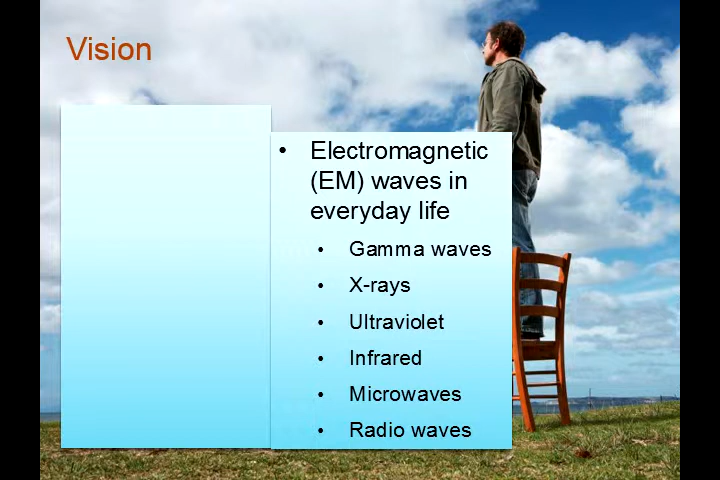 Vision
• Electromagnetic
(EM) waves in
everyday life
• Gamma waves
• X-rays
• Ultraviolet
• Infrared
• Microwaves
• Radio waves